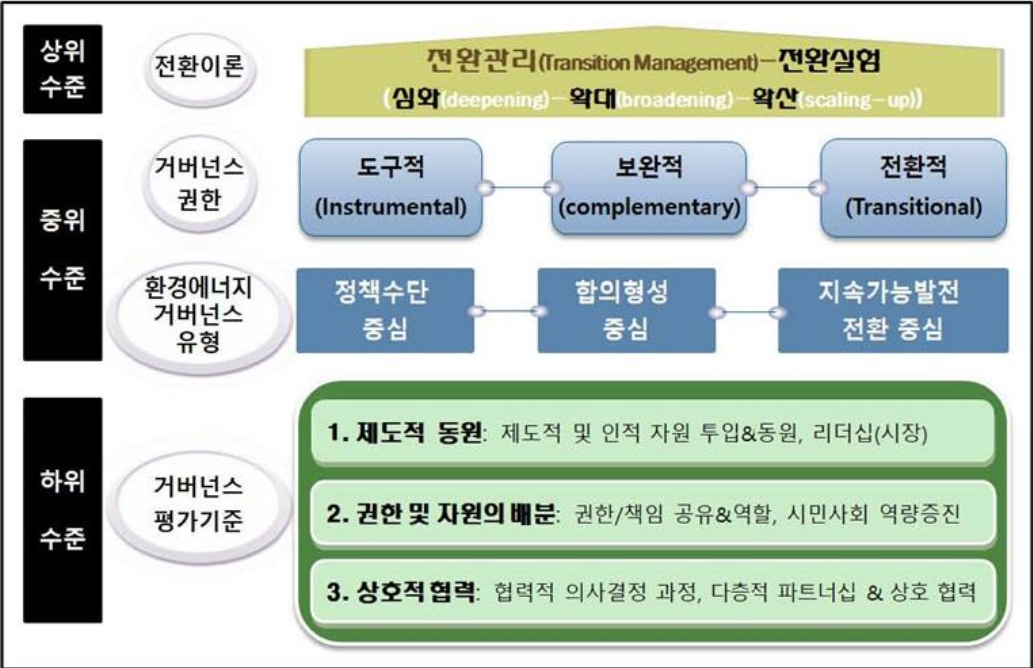 상위
수준
전환이론
전환관리(Transition Management)-전환실험
(심화(deepening)-확대(broadening)-확산(scaling-up))
중위
수준
거버넌스
권한
도구적
(Instrumental)
보완적
(complementary)
전환적
(Transitional)
환경에너지
거버넌스
유형
정책수단
중심
합의형성
중심
지속가능발전
전환 중심
하위
수준
거버넌스
평가기준
1. 제도적 동원: 제도적 및 인적 자원 투입&동원, 리더십(시장)
2. 권한 및 자원의 배분: 권한/책임 공유&역할, 시민사회 역량증진
3. 상호적 협력: 협력적 의사결정 과정, 다층적 파트너십 & 상호 협력